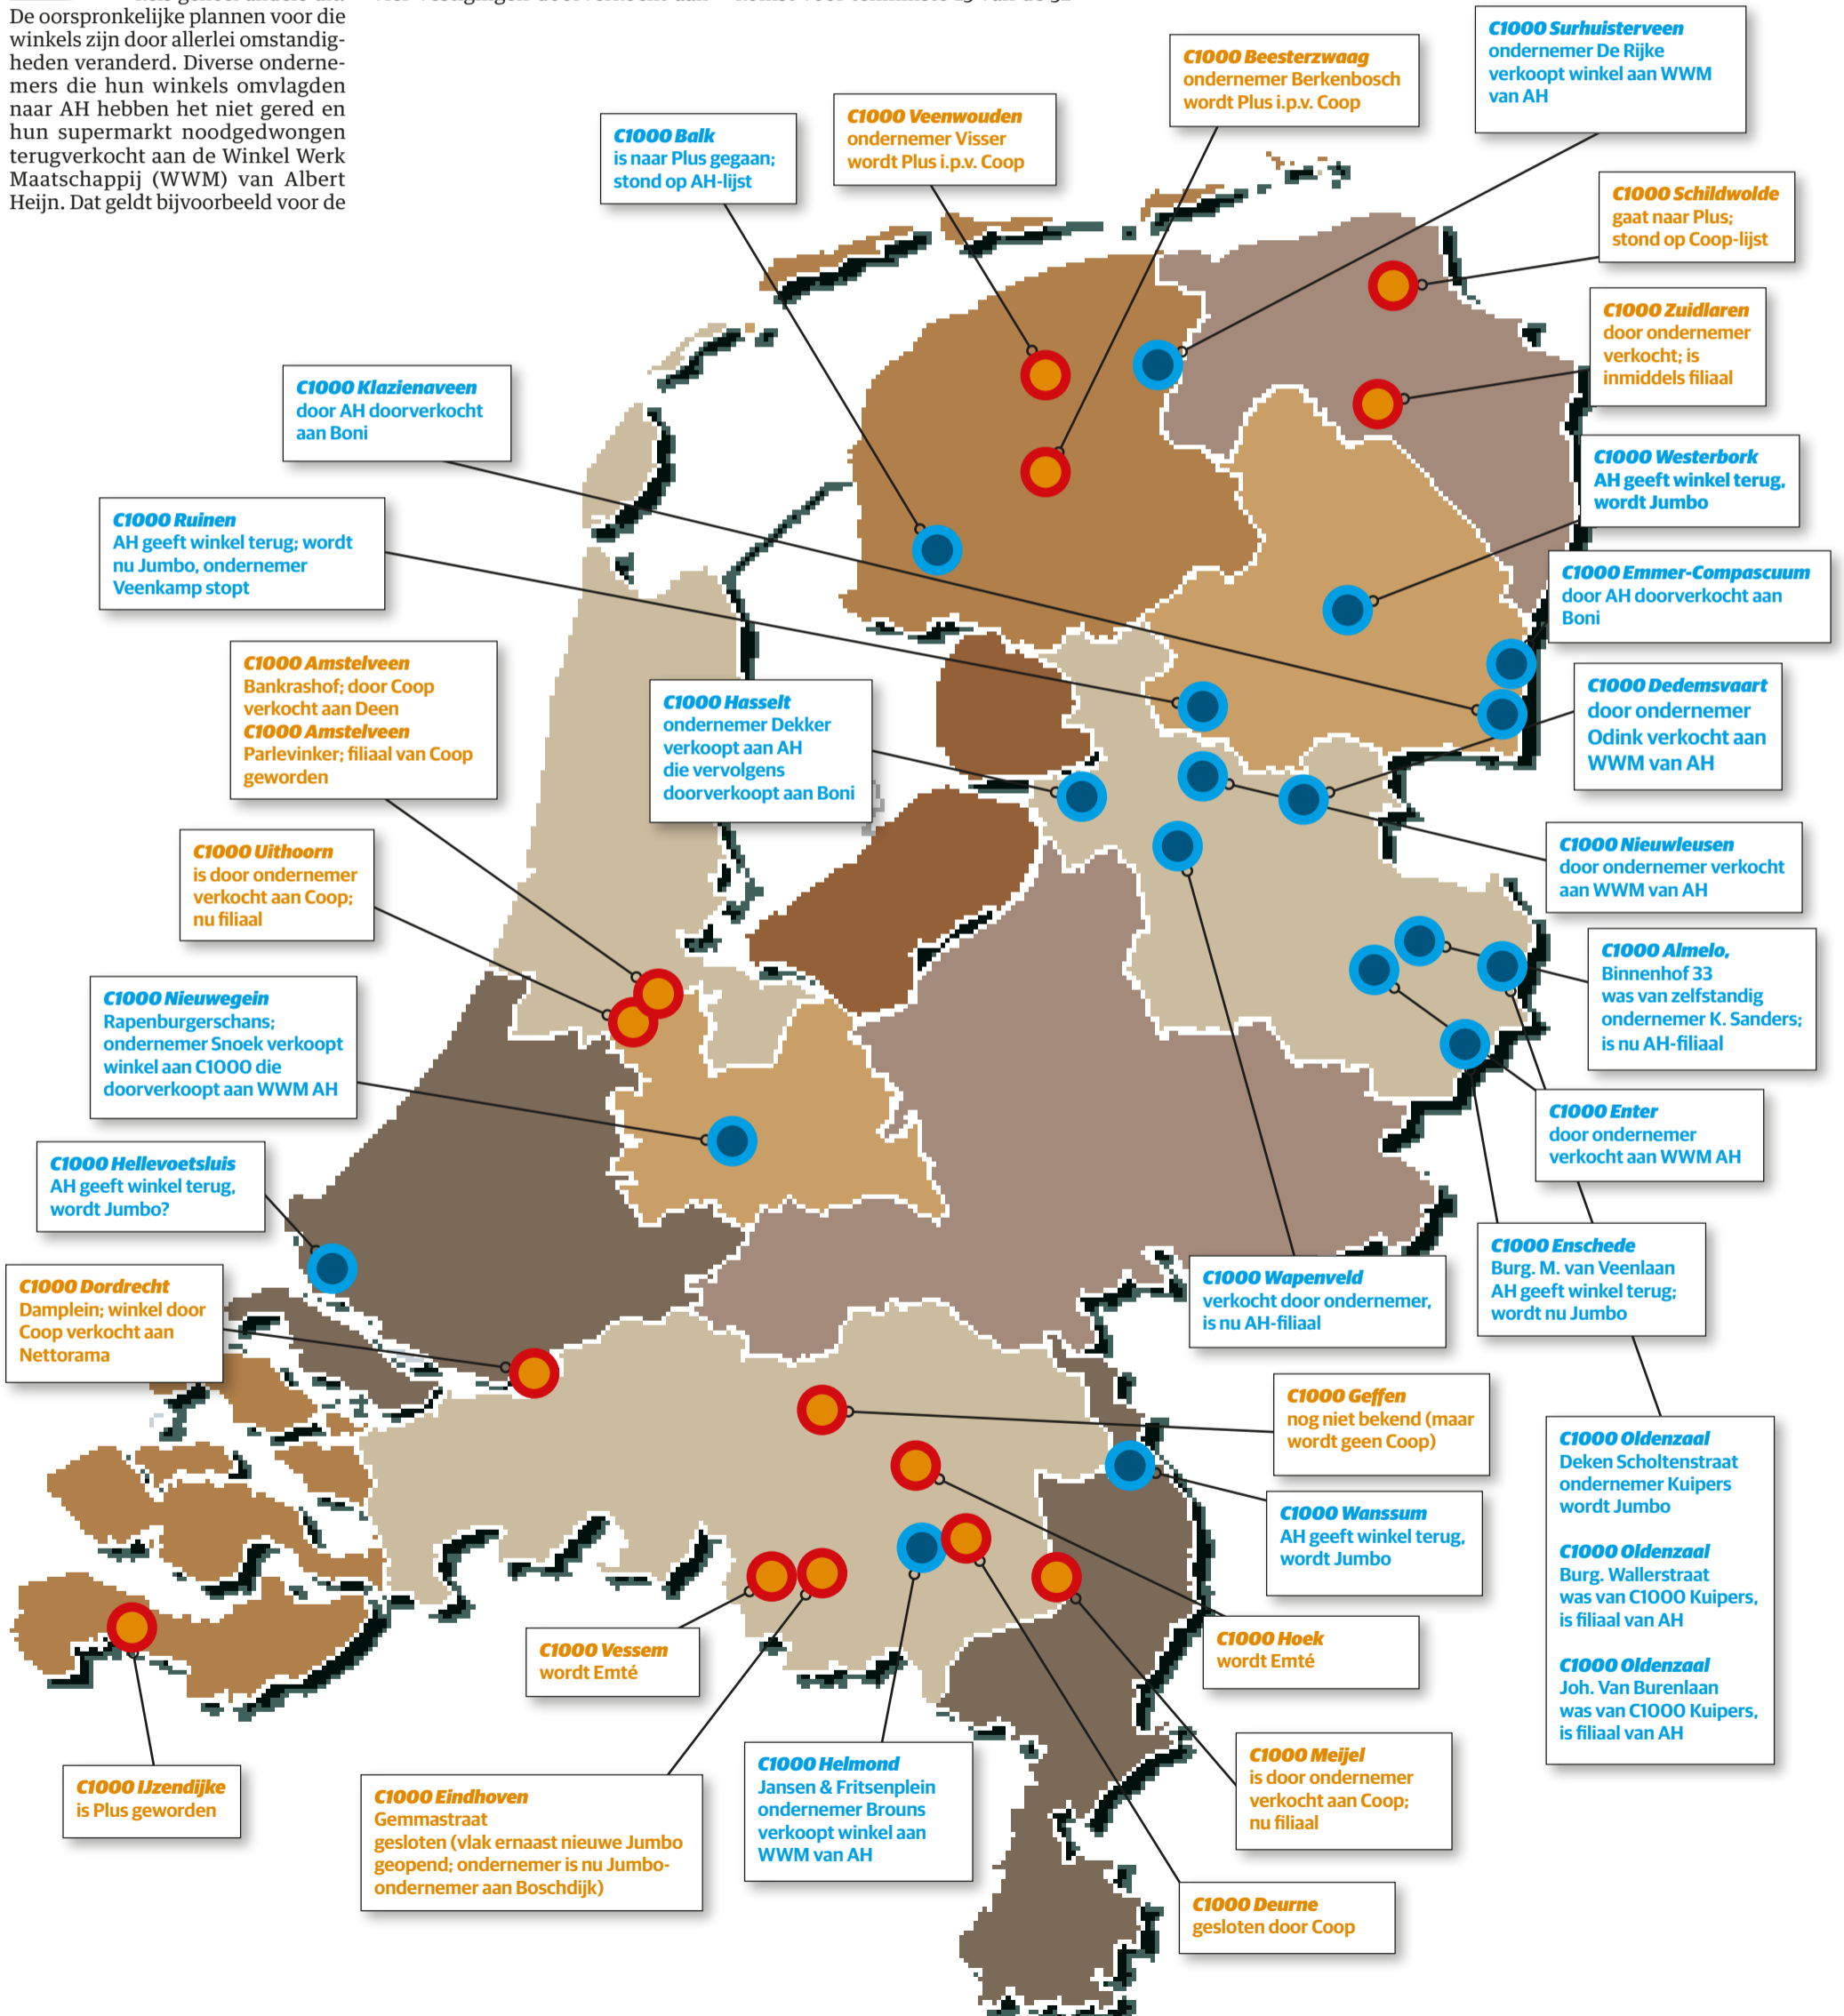 De oorspronkelijke plannen voor die
winkels zijn door allerlei omstandig-
heden veranderd. Diverse onderne-
mers die hun winkels omvlagden
naar AH hebben het niet gered en
hun supermarkt noodgedwongen
terugverkocht aan de Winkel Werk
Maatschappij (WWM) van Albert
Heijn. Dat geldt bijvoorbeeld voor de
C1000 Surhuisterveen
ondernemer De Rijke
verkoopt winkel aan WWM
van AH
C1000 Beesterzwaag
ondernemer Berkenbosch
wordt Plus i.p.v. Coop
C1000 Veenwouden
ondernemer Visser
wordt Plus i.p.v. Coop
C1000 Balk
is naar Plus gegaan;
stond op AH-lijst
C1000 Schildwolde
gaat naar Plus;
stond op Coop-lijst
C1000 Zuidlaren
door ondernemer
verkocht; is
inmiddels filiaal
C1000 Klazienaveen
door AH doorverkocht
aan Boni
C1000 Westerbork
AH geeft winkel terug,
wordt Jumbo
C1000 Ruinen
AH geeft winkel terug; wordt
nu Jumbo, ondernemer
Veenkamp stopt
C1000 Emmer-Compascuum
door AH doorverkocht aan
Boni
C1000 Amstelveen
Bankrashof; door Coop
verkocht aan Deen
C1000 Amstelveen
Parlevinker; filiaal van Coop
geworden
C1000 Hasselt
ondernemer Dekker
verkoopt aan AH
die vervolgens
doorverkoopt aan Boni
C1000 Dedemsvaart
door ondernemer
Odink verkocht aan
WWM van AH
C1000 Uithoorn
is door ondernemer
verkocht aan Coop;
nu filiaal
C1000 Nieuwleusen
door ondernemer verkocht
aan WWM van AH
C1000 Almelo,
Binnenhof 33
was van zelfstandig
ondernemer K. Sanders;
is nu AH-filiaal
C1000 Nieuwegein
Rapenburgerschans;
ondernemer Snoek verkoopt
winkel aan C1000 die
doorverkoopt aan WWM AH
C1000 Enter
door ondernemer
verkocht aan WWM AH
C1000 Hellevoetsluis
AH geeft winkel terug,
wordt Jumbo?
C1000 Enschede
Burg. M. van Veenlaan
AH geeft winkel terug;
wordt nu Jumbo
C1000 Wapenveld
verkocht door ondernemer,
is nu AH-filiaal
C1000 Dordrecht
Damplein; winkel door
Coop verkocht aan
Nettorama
C1000 Geffen
nog niet bekend (maar
wordt geen Coop)
C1000 Oldenzaal
Deken Scholtenstraat
ondernemer Kuipers
wordt Jumbo
C1000 Oldenzaal
Burg. Wallerstraat
was van C1000 Kuipers,
is filiaal van AH
C1000 Oldenzaal
Joh. Van Burenlaan
was van C1000 Kuipers,
is filiaal van AH
C1000 Wanssum
AH geeft winkel terug,
wordt Jumbo
C1000 Hoek
wordt Emté
C1000 Vessem
wordt Emté
C1000 Meijel
is door ondernemer
verkocht aan Coop;
nu filiaal
C1000 IJzendijke
is Plus geworden
C1000 Eindhoven
Gemmastraat
gesloten (vlak ernaast nieuwe Jumbo
geopend; ondernemer is nu Jumbo-
ondernemer aan Boschdijk)
C1000 Helmond
Jansen & Fritsenplein
ondernemer Brouns
verkoopt winkel aan
WWM van AH
C1000 Deurne
gesloten door Coop